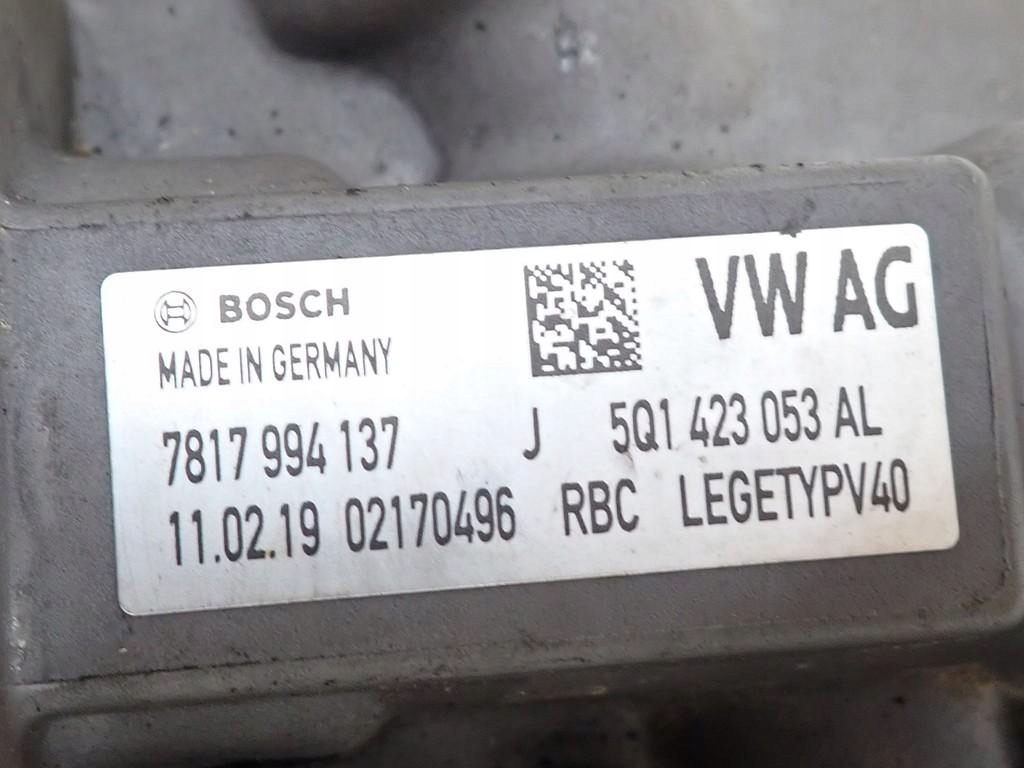 BOSCH
VW AG
MADE IN GERMANY
7817 994 137 J 5Q1 423 053 AL
11.02.19 02170496 RBC LEGETYPV40